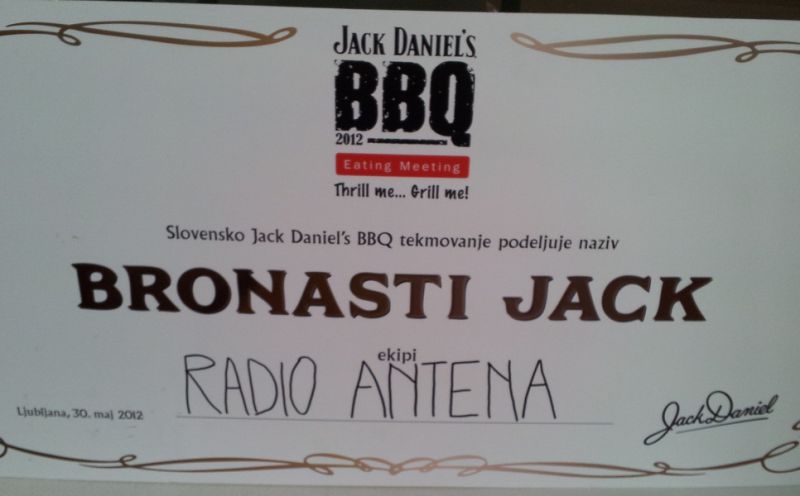 JACK DANIEL'S
BBQ
2012
Eating Meeting
Thrill me... Grill me!
Slovensko Jack Daniel's BBQ tekmovanje podeljuje naziv
BRONASTI JACK
ekipi
RADIO ANTENA
Ljubljana, 30. maj 2012
Jack Daniel